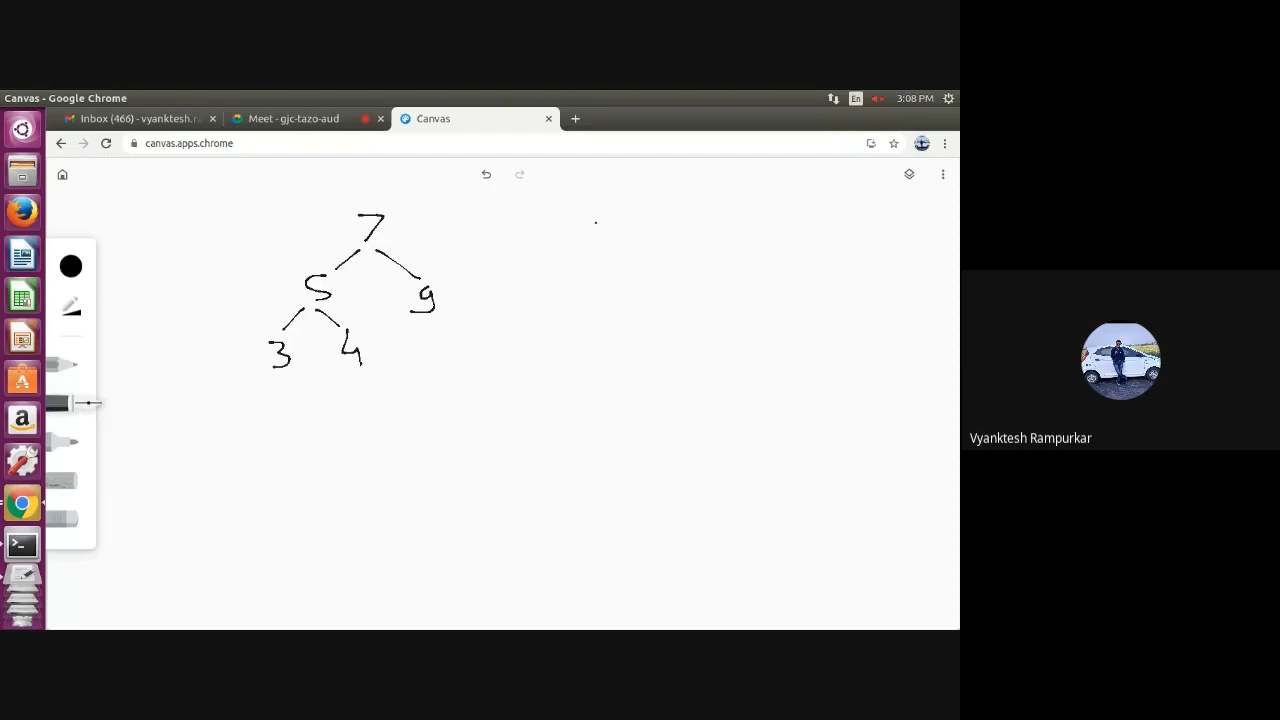 Canvas - Google Chrome
En
3:08 PM
Inbox (466) - vyanktesh.r
Meet - gjc-tazo-aud
Canvas
canvas.apps.chrome
7
5
9
3 4
Vyanktesh Rampurkar